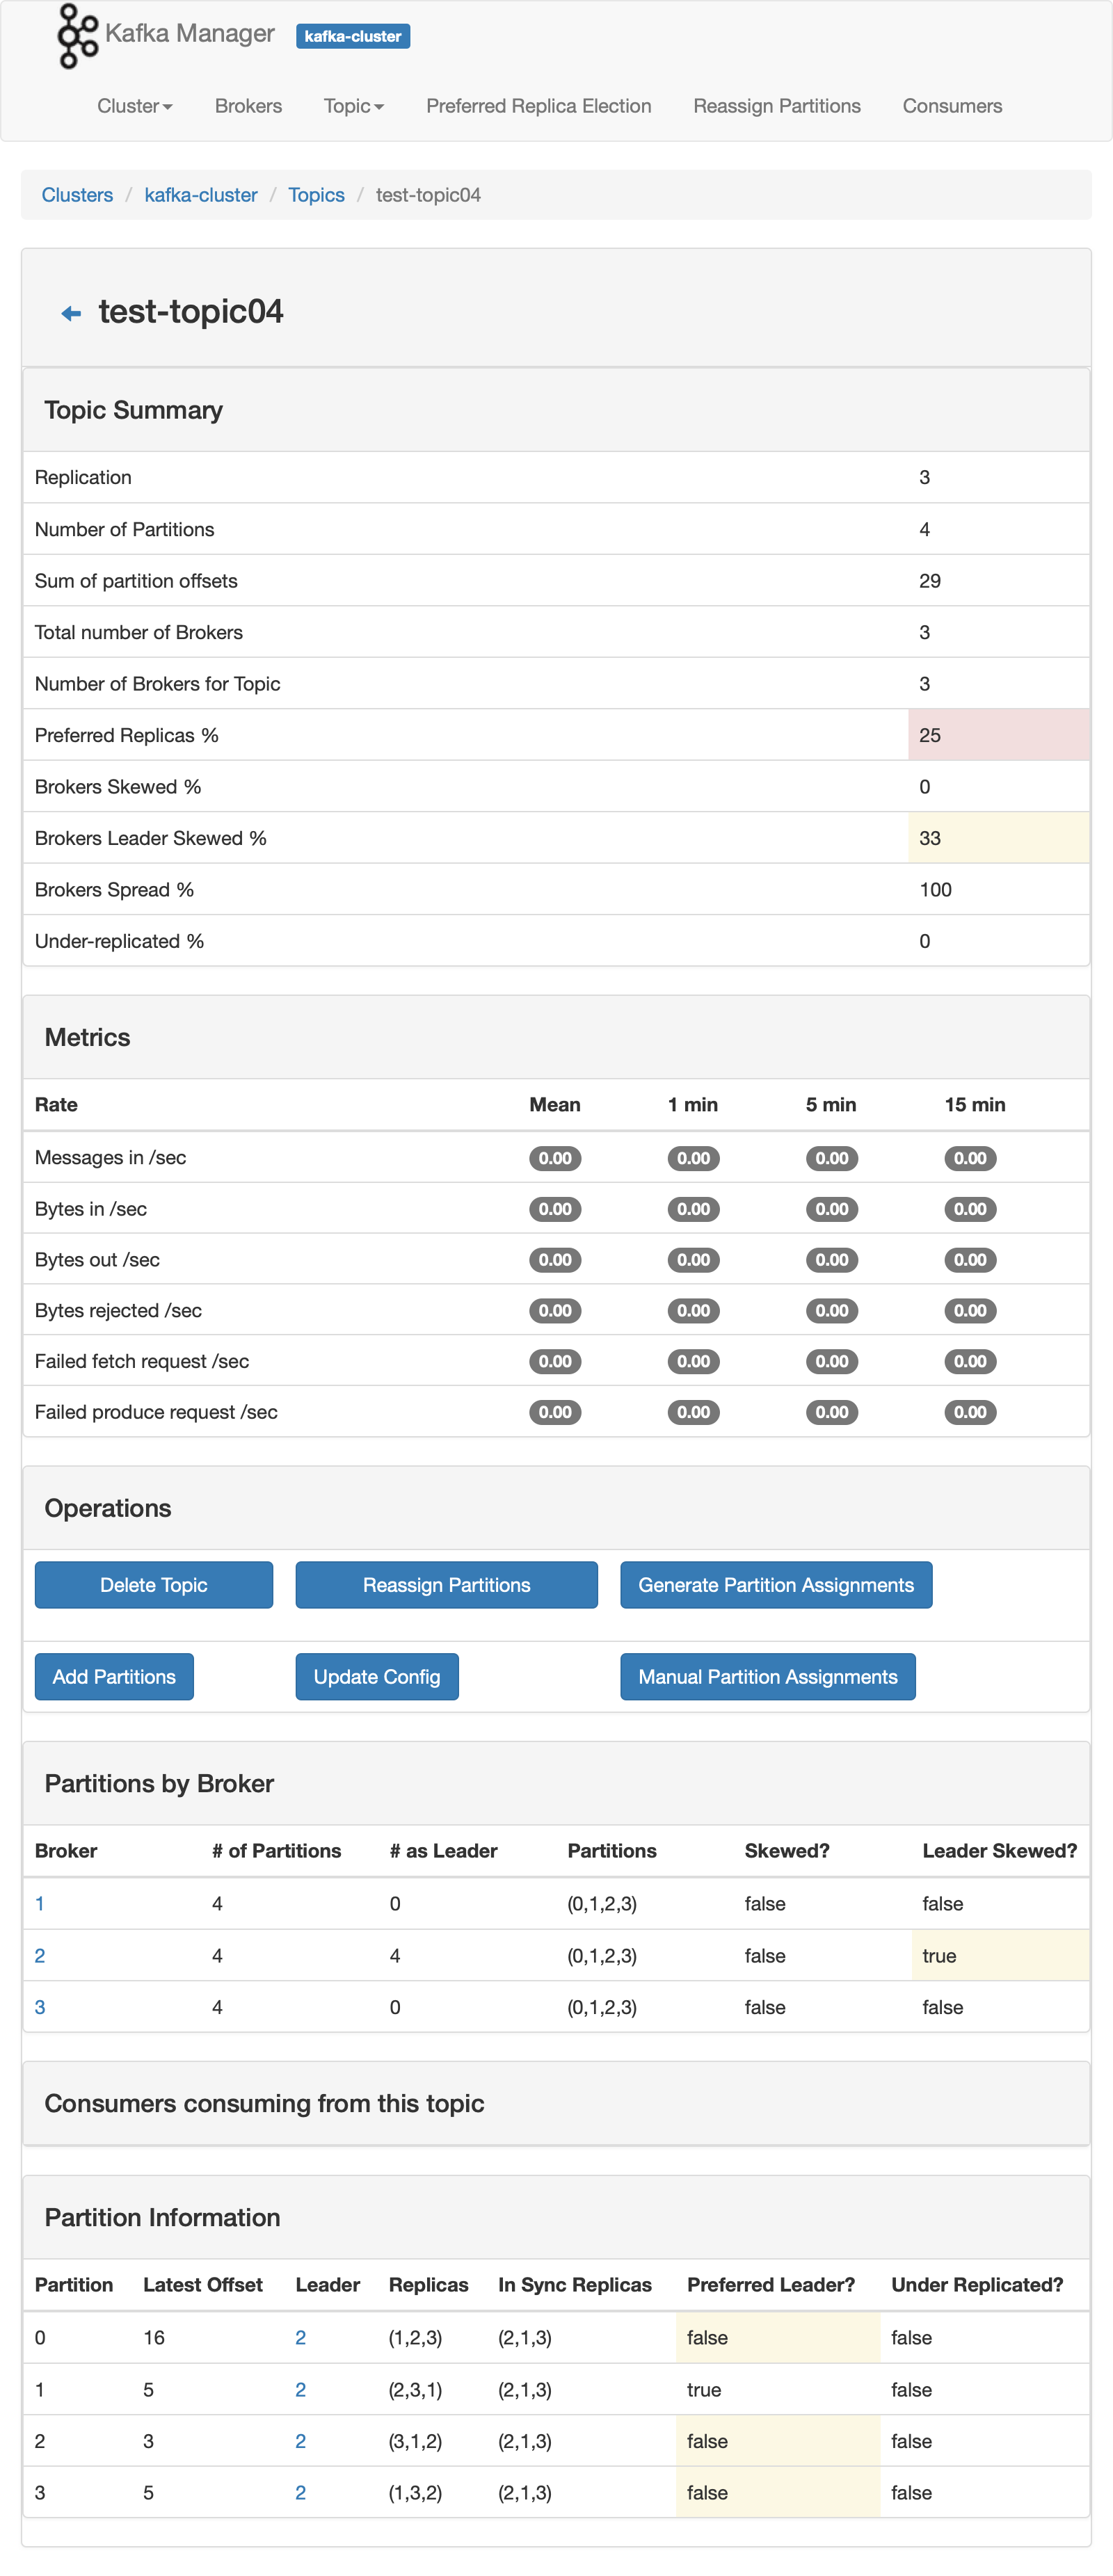 Kafka Manager kafka-cluster
Cluster Brokers Topic Preferred Replica Election Reassign Partitions Consumers
Clusters / kafka-cluster / Topics / test-topic04
test-topic04
Topic Summary
Replication 3
Number of Partitions 4
Sum of partition offsets 29
Total number of Brokers 3
Number of Brokers for Topic 3
Preferred Replicas % 25
Brokers Skewed % 0
Brokers Leader Skewed % 33
Brokers Spread % 100
Under-replicated % 0
Metrics
Rate Mean 1 min 5 min 15 min
Messages in /sec 0.00 0.00 0.00 0.00
Bytes in /sec 0.00 0.00 0.00 0.00
Bytes out /sec 0.00 0.00 0.00 0.00
Bytes rejected /sec 0.00 0.00 0.00 0.00
Failed fetch request /sec 0.00 0.00 0.00 0.00
Failed produce request /sec 0.00 0.00 0.00 0.00
Operations
Delete Topic Reassign Partitions Generate Partition Assignments
Add Partitions Update Config Manual Partition Assignments
Partitions by Broker
Broker # of Partitions # as Leader Partitions Skewed? Leader Skewed?
1 4 0 (0,1,2,3) false false
2 4 4 (0,1,2,3) false true
3 4 0 (0,1,2,3) false false
Consumers consuming from this topic
Partition Information
Partition Latest Offset Leader Replicas In Sync Replicas Preferred Leader? Under Replicated?
0 16 2 (1,2,3) (2,1,3) false false
1 5 2 (2,3,1) (2,1,3) true false
2 3 2 (3,1,2) (2,1,3) false false
3 5 2 (1,3,2) (2,1,3) false false